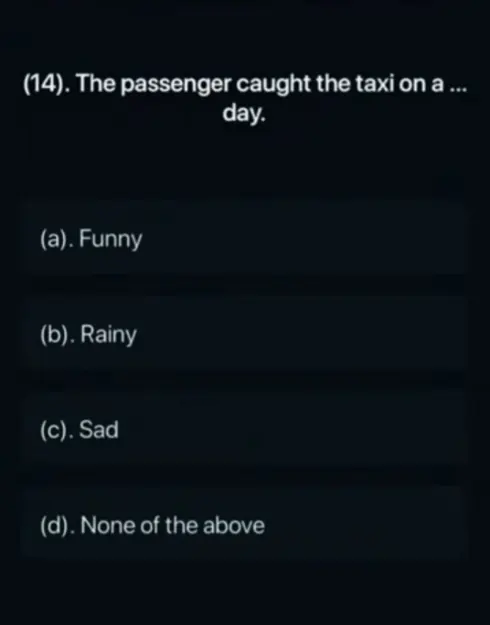 (14). The passenger caught the taxi on a ...
day.
(a). Funny
(b). Rainy
(c). Sad
(d). None of the above